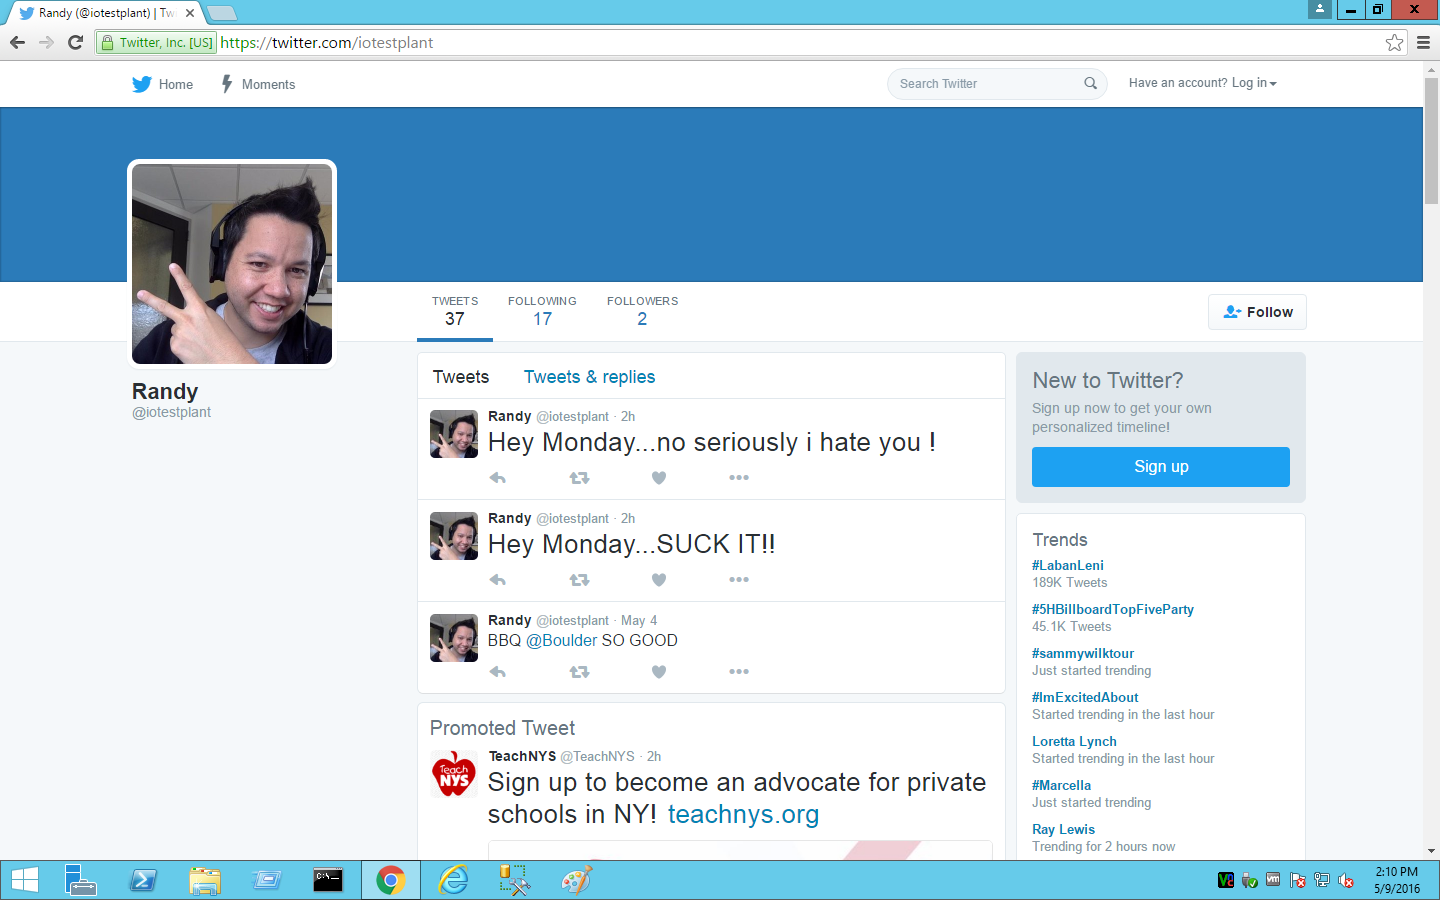 Randy (@iotestplant) | Tw
Twitter, Inc. [US] https://twitter.com/iotestplant
Home Moments Search Twitter Have an account? Log in
TWEETS FOLLOWING FOLLOWERS
37 17 2
Follow
Randy
@iotestplant
Tweets Tweets & replies
Randy @iotestplant · 2h
Hey Monday...no seriously i hate you !
Randy @iotestplant · 2h
Hey Monday...SUCK IT!!
Randy @iotestplant · May 4
BBQ @Boulder SO GOOD
Promoted Tweet
Teach
NYS
TeachNYS @TeachNYS · 2h
Sign up to become an advocate for private
schools in NY! teachnys.org
New to Twitter?
Sign up now to get your own
personalized timeline!
Sign up
Trends
#LabanLeni
189K Tweets
#5HBillboardTopFiveParty
45.1K Tweets
#sammywilktour
Just started trending
#ImExcitedAbout
Started trending in the last hour
Loretta Lynch
Started trending in the last hour
#Marcella
Just started trending
Ray Lewis
Trending for 2 hours now
C:\
vm
2:10 PM
5/9/2016